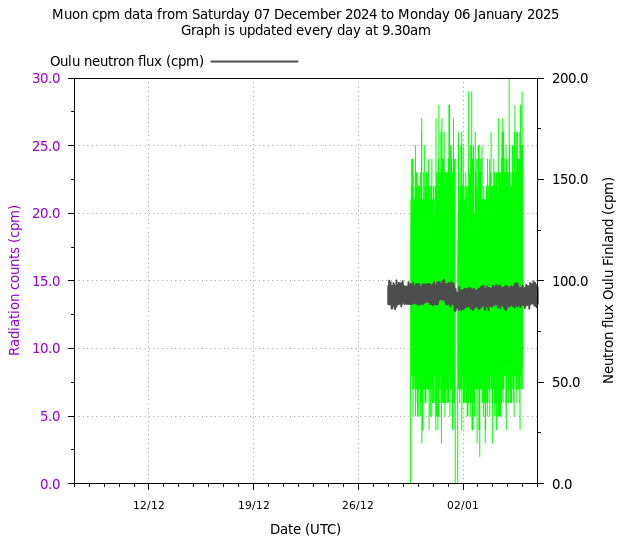 Muon cpm data from Saturday 07 December 2024 to Monday 06 January 2025
Graph is updated every day at 9.30am
Oulu neutron flux (cpm)
30.0
25.0
20.0
15.0
10.0
5.0
0.0
Radiation counts (cpm)
200.0
150.0
100.0
50.0
0.0
Neutron flux Oulu Finland (cpm)
12/12 19/12 26/12 02/01
Date (UTC)